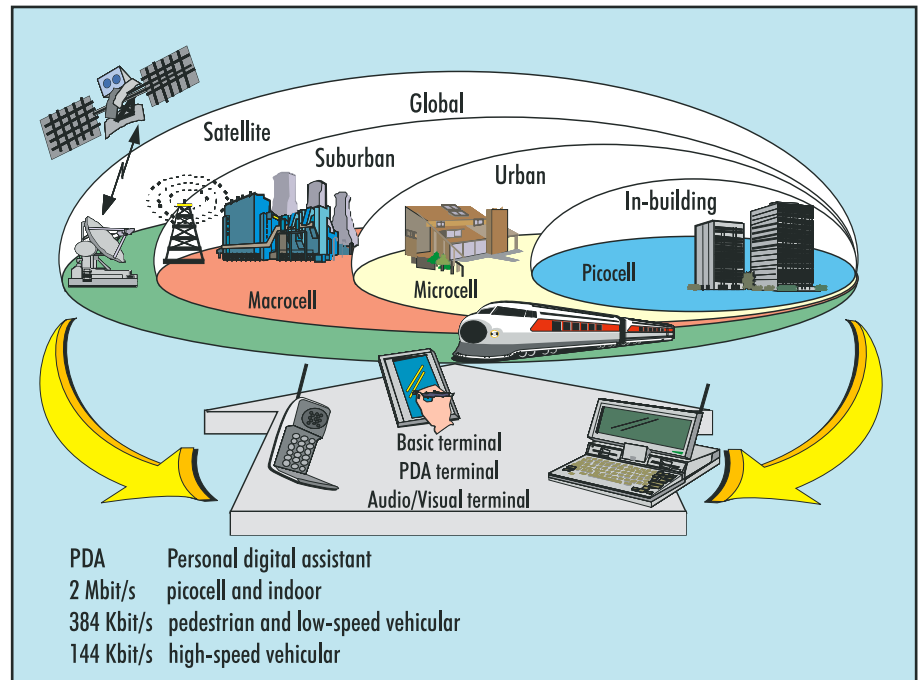 Global
Satellite
Suburban
Urban
In-building
Picocell
Microcell
Macrocell
Basic terminal
PDA terminal
Audio/Visual terminal
PDA Personal digital assistant
2 Mbit/s picocell and indoor
384 Kbit/s pedestrian and low-speed vehicular
144 Kbit/s high-speed vehicular